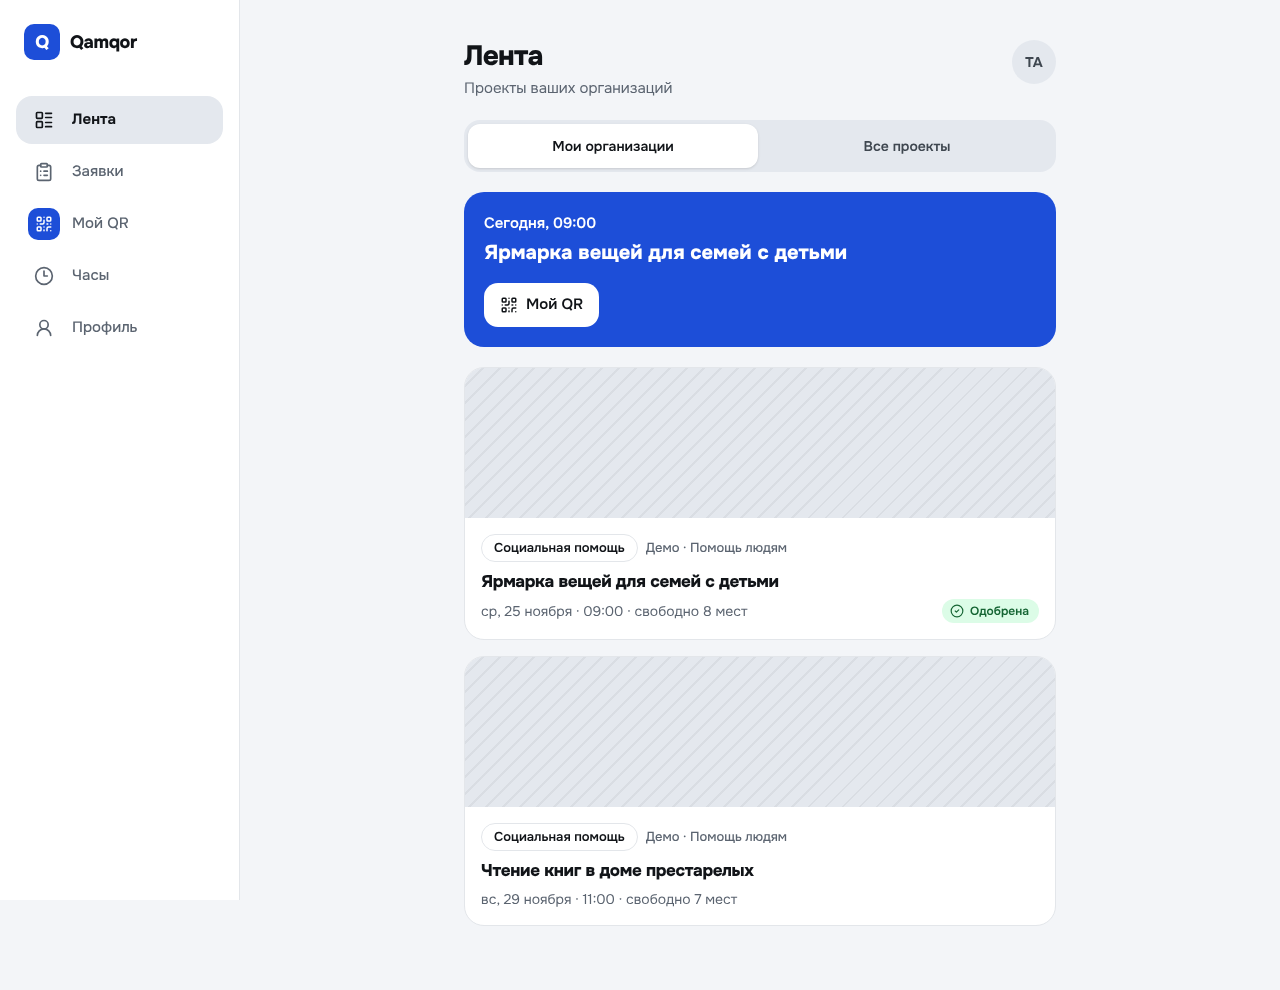 Q Qamqor
Лента
Заявки
Мой QR
Часы
Профиль
Лента
Проекты ваших организаций
TA
Мои организации
Все проекты
Сегодня, 09:00
Ярмарка вещей для семей с детьми
Мой QR
Социальная помощь Демо · Помощь людям
Ярмарка вещей для семей с детьми
ср, 25 ноября · 09:00 · свободно 8 мест
Одобрена
Социальная помощь Демо · Помощь людям
Чтение книг в доме престарелых
вс, 29 ноября · 11:00 · свободно 7 мест